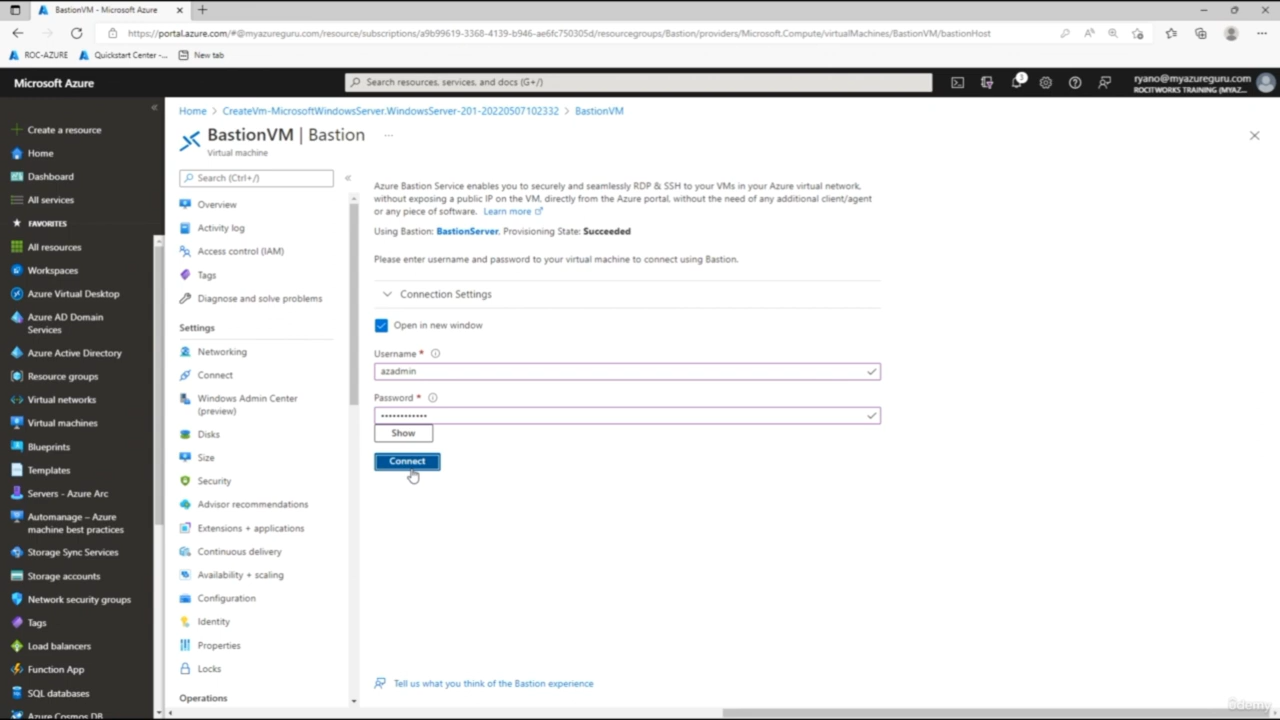 BastionVM - Microsoft Azure
https://portal.azure.com/#@myazureguru.com/resource/subscriptions/a9b99619-3368-4139-b946-ae6fc750305d/resourcegroups/Bastion/providers/Microsoft.Compute/virtualMachines/BastionVM/bastionHost
ROC-AZURE
Quickstart Center -...
New tab
Microsoft Azure
Search resources, services, and docs (G+/)
1
ryano@myazureguru.com
ROCITWORKS TRAINING (MYAZ...
Create a resource
Home
Dashboard
All services
FAVORITES
All resources
Workspaces
Azure Virtual Desktop
Azure AD Domain
Services
Azure Active Directory
Resource groups
Virtual networks
Virtual machines
Blueprints
Templates
Servers - Azure Arc
Automanage – Azure
machine best practices
Storage Sync Services
Storage accounts
Network security groups
Tags
Load balancers
Function App
SQL databases
Azure Cosmos DB
Home > CreateVm-MicrosoftWindowsServer.WindowsServer-201-20220507102332 > BastionVM
BastionVM | Bastion ...
Virtual machine
Search (Ctrl+/)
Overview
Activity log
Access control (IAM)
Tags
Diagnose and solve problems
Settings
Networking
Connect
Windows Admin Center
(preview)
Disks
Size
Security
Advisor recommendations
Extensions + applications
Continuous delivery
Availability + scaling
Configuration
Identity
Properties
Locks
Operations
Azure Bastion Service enables you to securely and seamlessly RDP & SSH to your VMs in your Azure virtual network,
without exposing a public IP on the VM, directly from the Azure portal, without the need of any additional client/agent
or any piece of software. Learn more
Using Bastion: BastionServer, Provisioning State: Succeeded
Please enter username and password to your virtual machine to connect using Bastion.
Connection Settings
Open in new window
Username *
azadmin
Password *
••••••••••••
Show
Connect
Tell us what you think of the Bastion experience
ûdemy